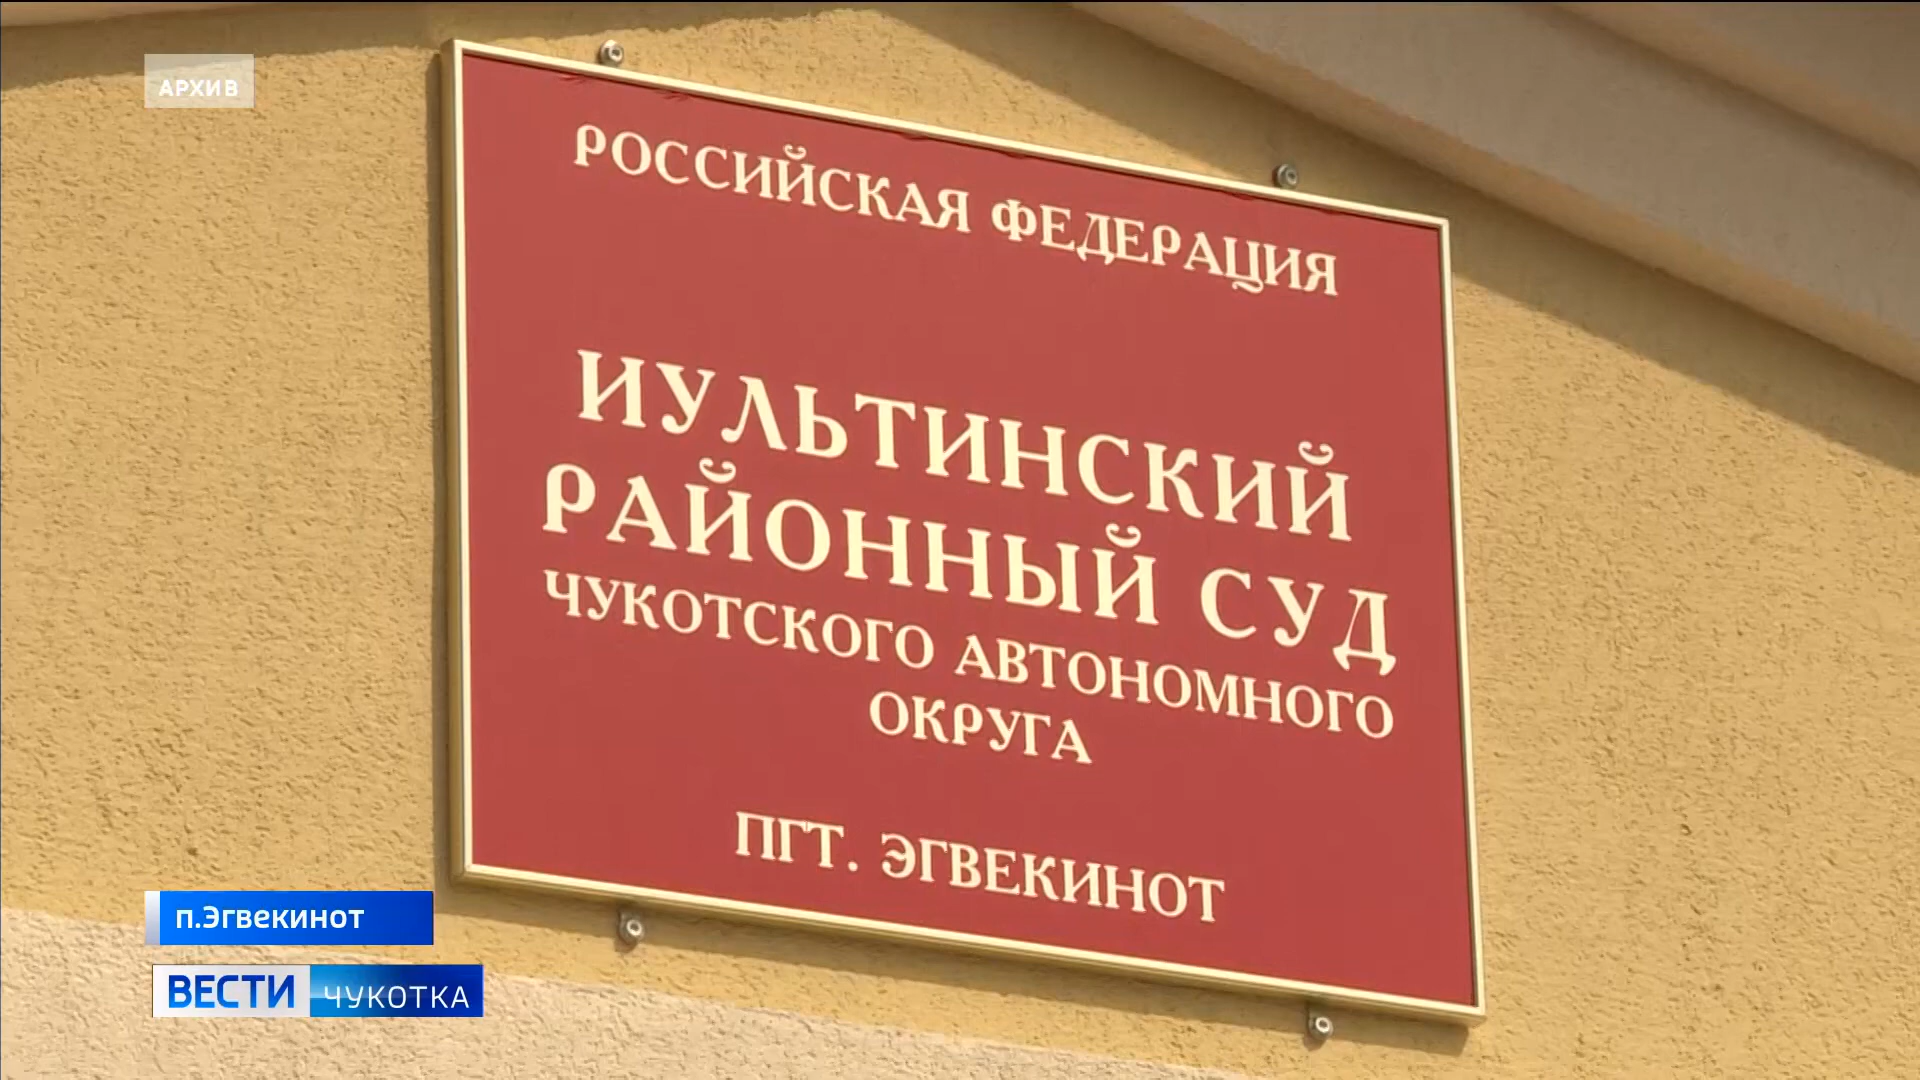 АРХИВ
РОССИЙСКАЯ ФЕДЕРАЦИЯ
ИУЛЬТИНСКИЙ
РАЙОННЫЙ СУД
ЧУКОТСКОГО АВТОНОМНОГО
ОКРУГА
ПГТ. ЭГВЕКИНОТ
п.Эгвекинот
ВЕСТИ ЧУКОТКА